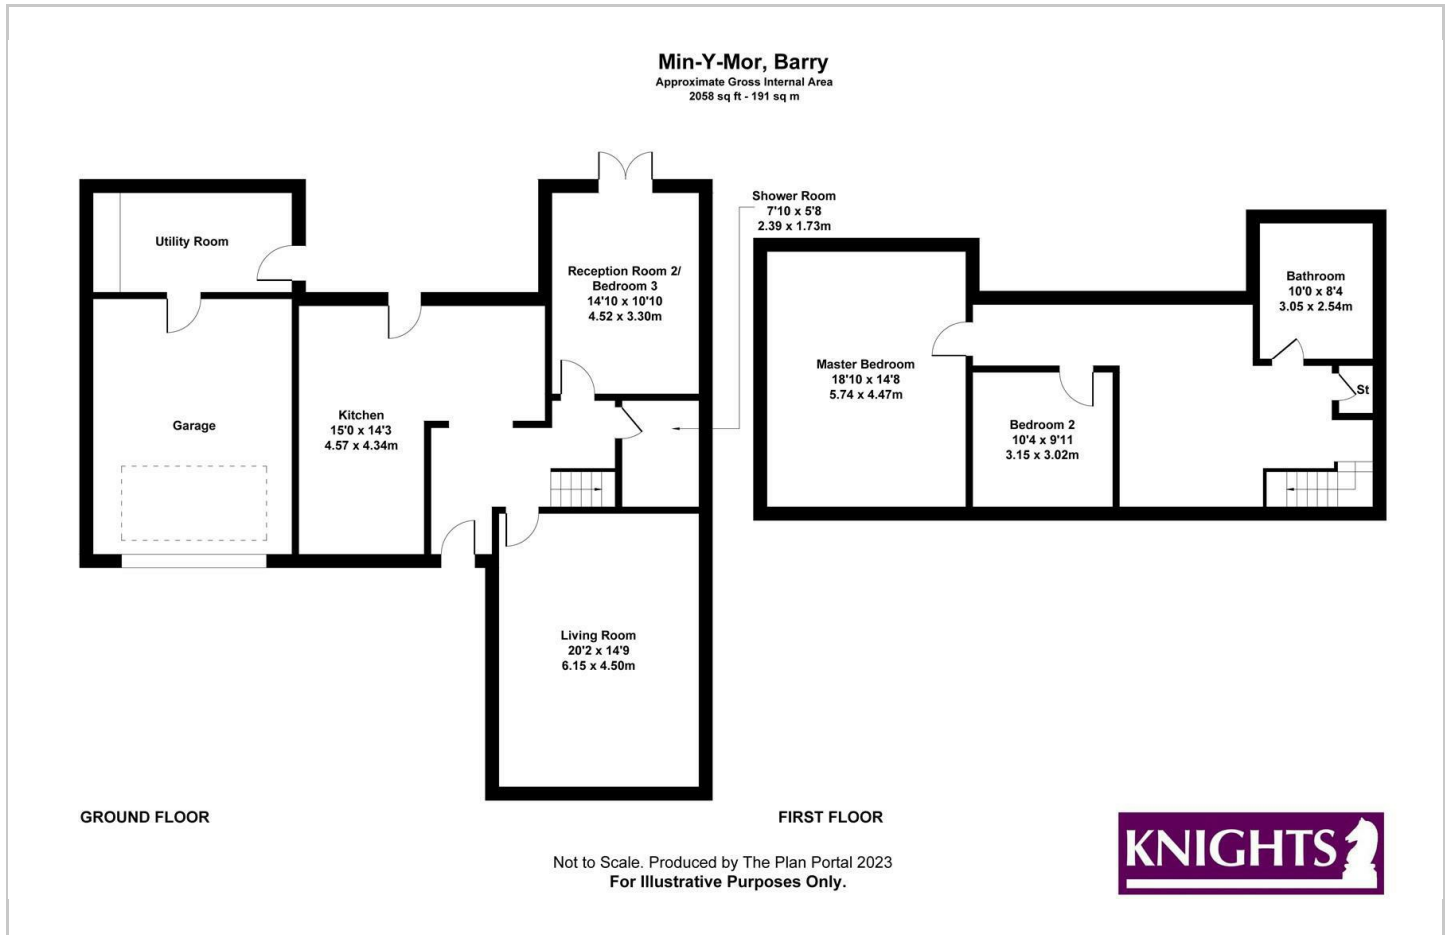 Min-Y-Mor, Barry
Approximate Gross Internal Area
2058 sq ft - 191 sq m
Utility Room
Garage
Kitchen
15'0 x 14'3
4.57 x 4.34m
Reception Room 2/
Bedroom 3
14'10 x 10'10
4.52 x 3.30m
Shower Room
7'10 x 5'8
2.39 x 1.73m
Living Room
20'2 x 14'9
6.15 x 4.50m
Master Bedroom
18'10 x 14'8
5.74 x 4.47m
Bedroom 2
10'4 x 9'11
3.15 x 3.02m
Bathroom
10'0 x 8'4
3.05 x 2.54m
St
GROUND FLOOR
FIRST FLOOR
Not to Scale. Produced by The Plan Portal 2023
For Illustrative Purposes Only.
KNIGHTS